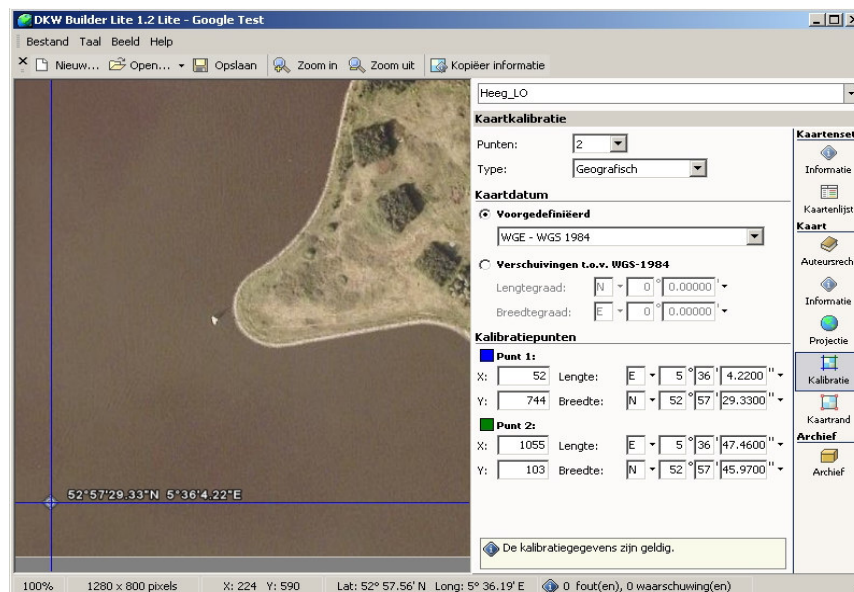 DKW Builder Lite 1.2 Lite - Google Test
Bestand Taal Beeld Help
Nieuw... Open... Opslaan Zoom in Zoom uit Kopiëer informatie
Heeg_LO
Kaartkalibratie
Punten: 2
Type: Geografisch
Kaartdatum
Voorgedefiniëerd
WGE - WGS 1984
Verschuivingen t.o.v. WGS-1984
Lengtegraad: N 0 ° 0.00000 '
Breedtegraad: E 0 ° 0.00000 '
Kalibratiepunten
Punt 1:
X: 52 Lengte: E 5 ° 36 ' 4.2200 "
Y: 744 Breedte: N 52 ° 57 ' 29.3300 "
Punt 2:
X: 1055 Lengte: E 5 ° 36 ' 47.4600 "
Y: 103 Breedte: N 52 ° 57 ' 45.9700 "
De kalibratiegegevens zijn geldig.
Kaartenset
Informatie
Kaartenlijst
Kaart
Auteursrech
Informatie
Projectie
Kalibratie
Kaartrand
Archief
Archief
52°57'29.33"N 5°36'4.22"E
100% 1280 x 800 pixels X: 224 Y: 590 Lat: 52° 57.56' N Long: 5° 36.19' E 0 fout(en), 0 waarschuwing(en)